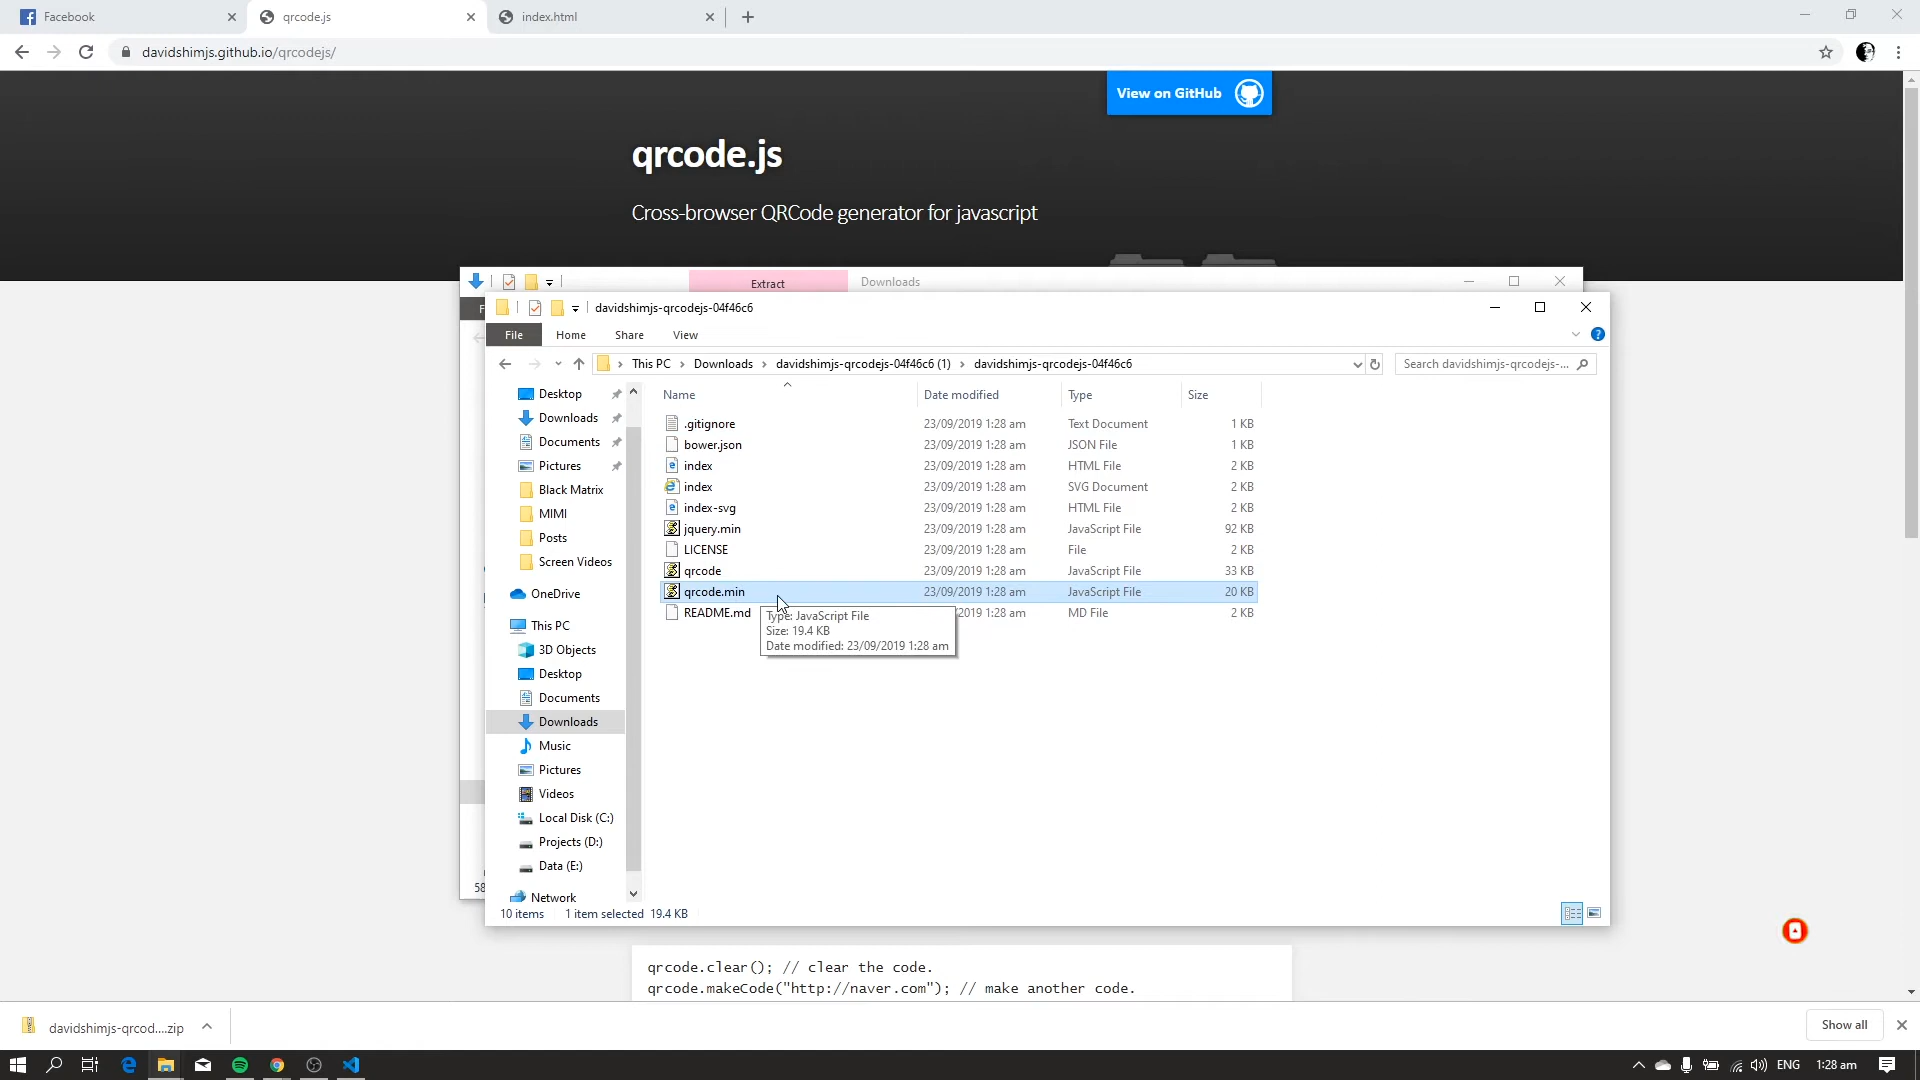 Facebook
qrcode.js
index.html
davidshimjs.github.io/qrcodejs/
View on GitHub
qrcode.js
Cross-browser QRCode generator for javascript
Extract
Downloads
davidshimjs-qrcodejs-04f46c6
File
Home
Share
View
This PC
Downloads
davidshimjs-qrcodejs-04f46c6 (1)
davidshimjs-qrcodejs-04f46c6
Search davidshimjs-qrcodejs-...
Desktop
Downloads
Documents
Pictures
Black Matrix
MIMI
Posts
Screen Videos
OneDrive
This PC
3D Objects
Desktop
Documents
Downloads
Music
Pictures
Videos
Local Disk (C:)
Projects (D:)
Data (E:)
Network
Name Date modified Type Size
.gitignore 23/09/2019 1:28 am Text Document 1 KB
bower.json 23/09/2019 1:28 am JSON File 1 KB
index 23/09/2019 1:28 am HTML File 2 KB
index 23/09/2019 1:28 am SVG Document 2 KB
index-svg 23/09/2019 1:28 am HTML File 2 KB
jquery.min 23/09/2019 1:28 am JavaScript File 92 KB
LICENSE 23/09/2019 1:28 am File 2 KB
qrcode 23/09/2019 1:28 am JavaScript File 33 KB
qrcode.min 23/09/2019 1:28 am JavaScript File 20 KB
README.md 1:28 am MD File 2 KB
Type: JavaScript File
Size: 19.4 KB
Date modified: 23/09/2019 1:28 am
58
10 items 1 item selected 19.4 KB
qrcode.clear(); // clear the code.
qrcode.makeCode("http://naver.com"); // make another code.
davidshimjs-qrcod....zip
Show all
ENG
1:28 am